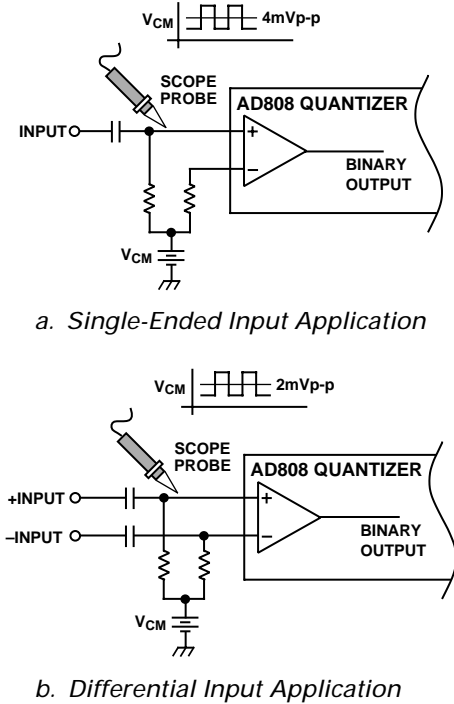 VCM
4mVp-p
SCOPE
PROBE
AD808 QUANTIZER
INPUT
+
−
BINARY
OUTPUT
VCM
a. Single-Ended Input Application
VCM
2mVp-p
SCOPE
PROBE
AD808 QUANTIZER
+INPUT
+
−INPUT
−
BINARY
OUTPUT
VCM
b. Differential Input Application